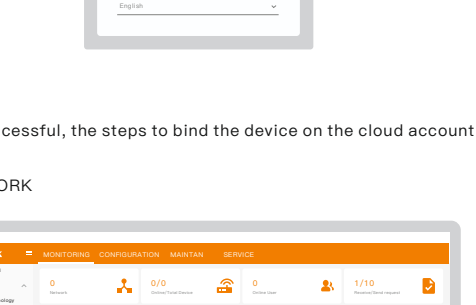 English
cessful, the steps to bind the device on the cloud account
ORK
MONITORING CONFIGURATION MAINTAN SERVICE
0 0/0 0 1/10
Network Online/Total Device Online User Receive/Send request
nology